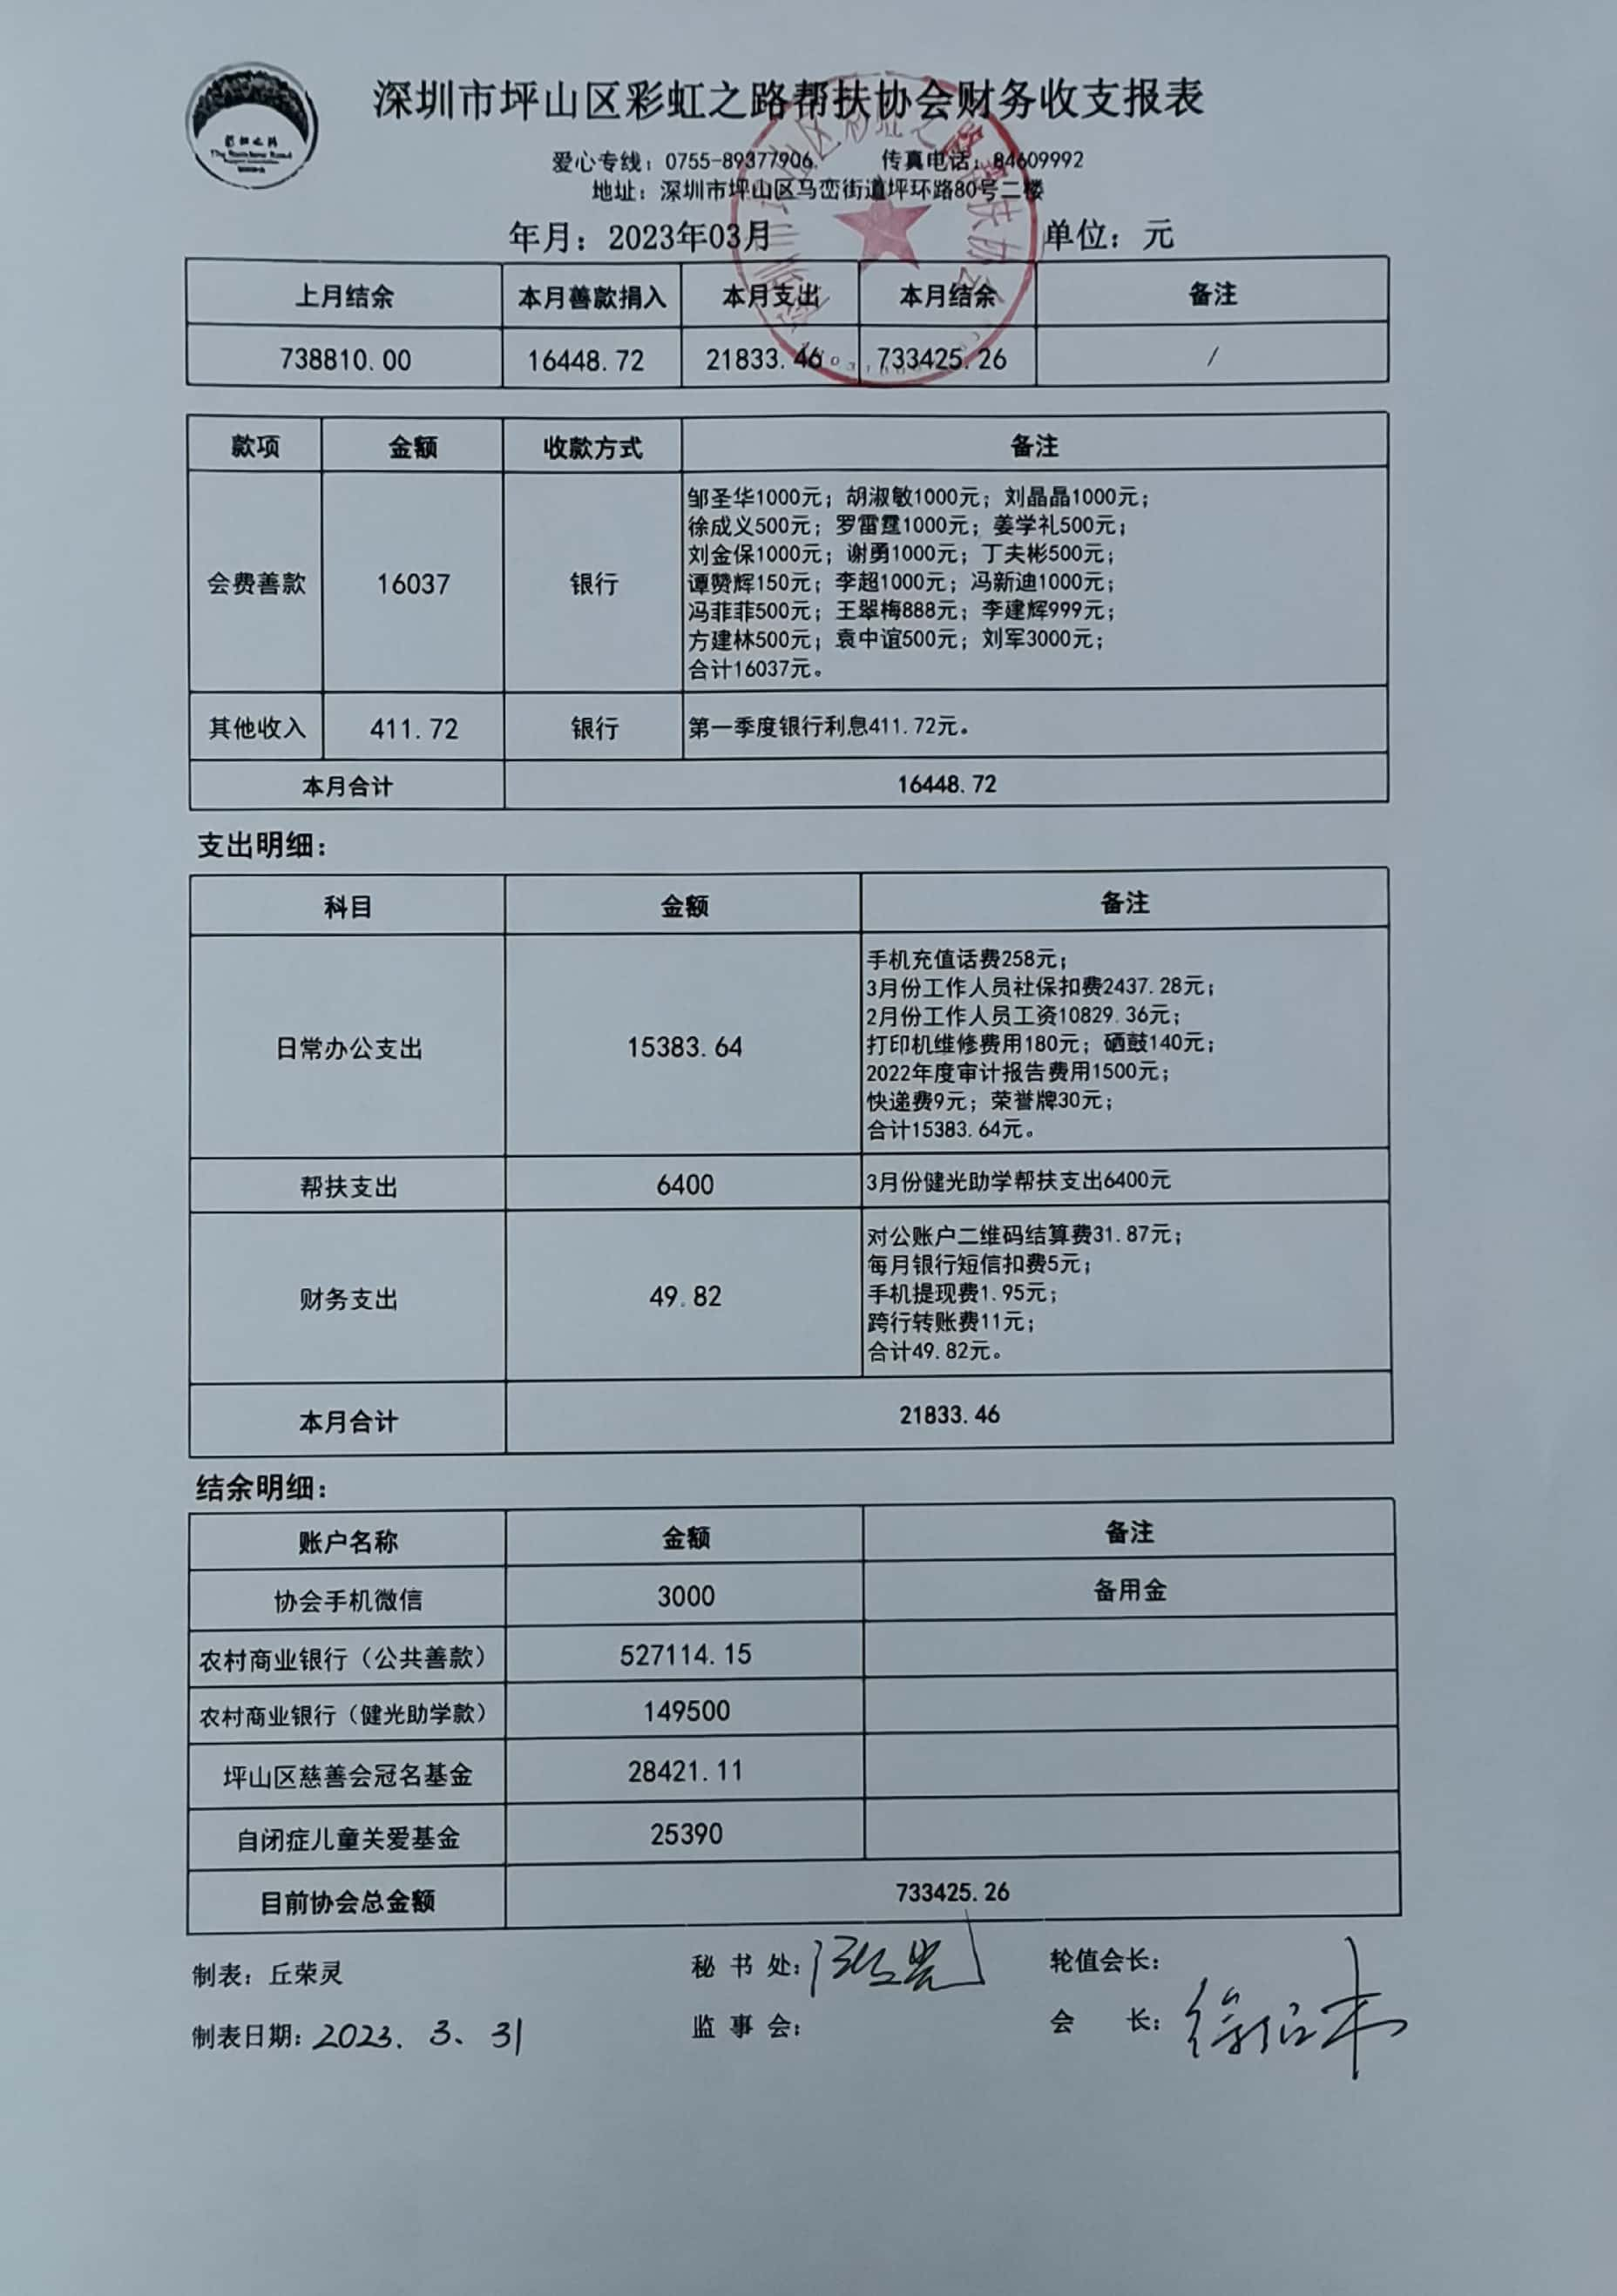 彩虹之路
The Rainbow Road
深圳市坪山区彩虹之路帮扶协会财务收支报表
爱心专线：0755-89377906 传真电话：84609992
地址：深圳市坪山区马峦街道坪环路80号二楼
年月：2023年03月 单位：元
上月结余 本月善款捐入 本月支出 本月结余 备注
738810.00 16448.72 21833.46 733425.26 /
款项 金额 收款方式 备注
会费善款 16037 银行
邹圣华1000元；胡淑敏1000元；刘晶晶1000元；
徐成义500元；罗雷霆1000元；姜学礼500元；
刘金保1000元；谢勇1000元；丁夫彬500元；
谭赞辉150元；李超1000元；冯新迪1000元；
冯菲菲500元；王翠梅888元；李建辉999元；
方建林500元；袁中谊500元；刘军3000元；
合计16037元。
其他收入 411.72 银行 第一季度银行利息411.72元。
本月合计 16448.72
支出明细：
科目 金额 备注
日常办公支出 15383.64
手机充值话费258元；
3月份工作人员社保扣费2437.28元；
2月份工作人员工资10829.36元；
打印机维修费用180元；硒鼓140元；
2022年度审计报告费用1500元；
快递费9元；荣誉牌30元；
合计15383.64元。
帮扶支出 6400 3月份健光助学帮扶支出6400元
财务支出 49.82
对公账户二维码结算费31.87元；
每月银行短信扣费5元；
手机提现费1.95元；
跨行转账费11元；
合计49.82元。
本月合计 21833.46
结余明细：
账户名称 金额 备注
协会手机微信 3000 备用金
农村商业银行（公共善款） 527114.15
农村商业银行（健光助学款） 149500
坪山区慈善会冠名基金 28421.11
自闭症儿童关爱基金 25390
目前协会总金额 733425.26
制表：丘荣灵 秘书处： 轮值会长：
制表日期：2023.3、31 监事会： 会长：